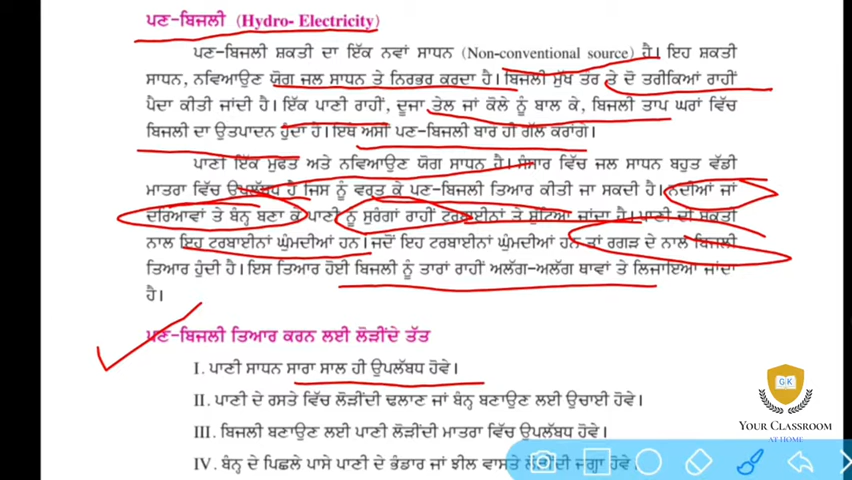 ਪਣ-ਬਿਜਲੀ (Hydro- Electricity)
ਪਣ-ਬਿਜਲੀ ਸ਼ਕਤੀ ਦਾ ਇੱਕ ਨਵਾਂ ਸਾਧਨ (Non-conventional source) ਹੈ। ਇਹ ਸ਼ਕਤੀ
ਸਾਧਨ, ਨਵਿਆਉਣ ਯੋਗ ਜਲ ਸਾਧਨ ਤੇ ਨਿਰਭਰ ਕਰਦਾ ਹੈ। ਬਿਜਲੀ ਮੁੱਖ ਤੌਰ ਤੇ ਦੋ ਤਰੀਕਿਆਂ ਰਾਹੀਂ
ਪੈਦਾ ਕੀਤੀ ਜਾਂਦੀ ਹੈ। ਇੱਕ ਪਾਣੀ ਰਾਹੀਂ, ਦੂਜਾ ਤੇਲ ਜਾਂ ਕੋਲੇ ਨੂੰ ਬਾਲ ਕੇ, ਬਿਜਲੀ ਤਾਪ ਘਰਾਂ ਵਿੱਚ
ਬਿਜਲੀ ਦਾ ਉਤਪਾਦਨ ਹੁੰਦਾ ਹੈ। ਇਥੇ ਅਸੀਂ ਪਣ-ਬਿਜਲੀ ਬਾਰੇ ਹੀ ਗੱਲ ਕਰਾਂਗੇ।
ਪਾਣੀ ਇੱਕ ਮੁਫਤ ਅਤੇ ਨਵਿਆਉਣ ਯੋਗ ਸਾਧਨ ਹੈ। ਸੰਸਾਰ ਵਿੱਚ ਜਲ ਸਾਧਨ ਬਹੁਤ ਵੱਡੀ
ਮਾਤਰਾ ਵਿੱਚ ਉਪਲੱਬਧ ਹੈ ਜਿਸ ਨੂੰ ਵਰਤ ਕੇ ਪਣ-ਬਿਜਲੀ ਤਿਆਰ ਕੀਤੀ ਜਾ ਸਕਦੀ ਹੈ। ਨਦੀਆਂ ਜਾਂ
ਦਰਿਆਵਾਂ ਤੇ ਬੰਨ੍ਹ ਬਣਾ ਕੇ ਪਾਣੀ ਨੂੰ ਸੁਰੰਗਾਂ ਰਾਹੀਂ ਟਰਬਾਈਨਾਂ ਤੇ ਸੁੱਟਿਆ ਜਾਂਦਾ ਹੈ। ਪਾਣੀ ਦੀ ਸ਼ਕਤੀ
ਨਾਲ ਇਹ ਟਰਬਾਈਨਾਂ ਘੁੰਮਦੀਆਂ ਹਨ। ਜਦੋਂ ਇਹ ਟਰਬਾਈਨਾਂ ਘੁੰਮਦੀਆਂ ਹਨ ਤਾਂ ਰਗੜ ਦੇ ਨਾਲ ਬਿਜਲੀ
ਤਿਆਰ ਹੁੰਦੀ ਹੈ। ਇਸ ਤਿਆਰ ਹੋਈ ਬਿਜਲੀ ਨੂੰ ਤਾਰਾਂ ਰਾਹੀਂ ਅਲੱਗ-ਅਲੱਗ ਥਾਵਾਂ ਤੇ ਲਿਜਾਇਆ ਜਾਂਦਾ
ਹੈ।
ਪਣ-ਬਿਜਲੀ ਤਿਆਰ ਕਰਨ ਲਈ ਲੋੜੀਂਦੇ ਤੱਤ
I. ਪਾਣੀ ਸਾਧਨ ਸਾਰਾ ਸਾਲ ਹੀ ਉਪਲੱਬਧ ਹੋਵੇ।
II. ਪਾਣੀ ਦੇ ਰਸਤੇ ਵਿੱਚ ਲੋੜੀਂਦੀ ਢਲਾਣ ਜਾਂ ਬੰਨ੍ਹ ਬਣਾਉਣ ਲਈ ਉਚਾਈ ਹੋਵੇ।
III. ਬਿਜਲੀ ਬਣਾਉਣ ਲਈ ਪਾਣੀ ਲੋੜੀਂਦੀ ਮਾਤਰਾ ਵਿੱਚ ਉਪਲੱਬਧ ਹੋਵੇ।
IV. ਬੰਨ੍ਹ ਦੇ ਪਿਛਲੇ ਪਾਸੇ ਪਾਣੀ ਦੇ ਭੰਡਾਰ ਜਾਂ ਝੀਲ ਵਾਸਤੇ ਲੋੜੀਂਦੀ ਜਗ੍ਹਾ ਹੋਵੇ।
GK
YOUR CLASSROOM
AT HOME